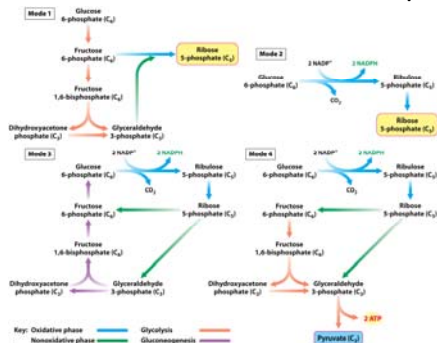 Mode 1
Glucose
6-phosphate (C6)
Fructose
6-phosphate (C6)
Ribose
5-phosphate (C5)
Fructose
1,6-bisphosphate (C6)
Dihydroxyacetone
phosphate (C3)
Glyceraldehyde
3-phosphate (C3)
Mode 2
2 NADP+
2 NADPH
Glucose
6-phosphate (C6)
Ribulose
5-phosphate (C5)
CO2
Ribose
5-phosphate (C5)
Mode 3
2 NADP+
2 NADPH
Glucose
6-phosphate (C6)
Ribulose
5-phosphate (C5)
CO2
Fructose
6-phosphate (C6)
Ribose
5-phosphate (C5)
Fructose
1,6-bisphosphate (C6)
Dihydroxyacetone
phosphate (C3)
Glyceraldehyde
3-phosphate (C3)
Mode 4
2 NADP+
2 NADPH
Glucose
6-phosphate (C6)
Ribulose
5-phosphate (C5)
CO2
Fructose
6-phosphate (C6)
Ribose
5-phosphate (C5)
Fructose
1,6-bisphosphate (C6)
Dihydroxyacetone
phosphate (C3)
Glyceraldehyde
3-phosphate (C3)
2 ATP
Pyruvate (C3)
Key: Oxidative phase
Glycolysis
Nonoxidative phase
Gluconeogenesis